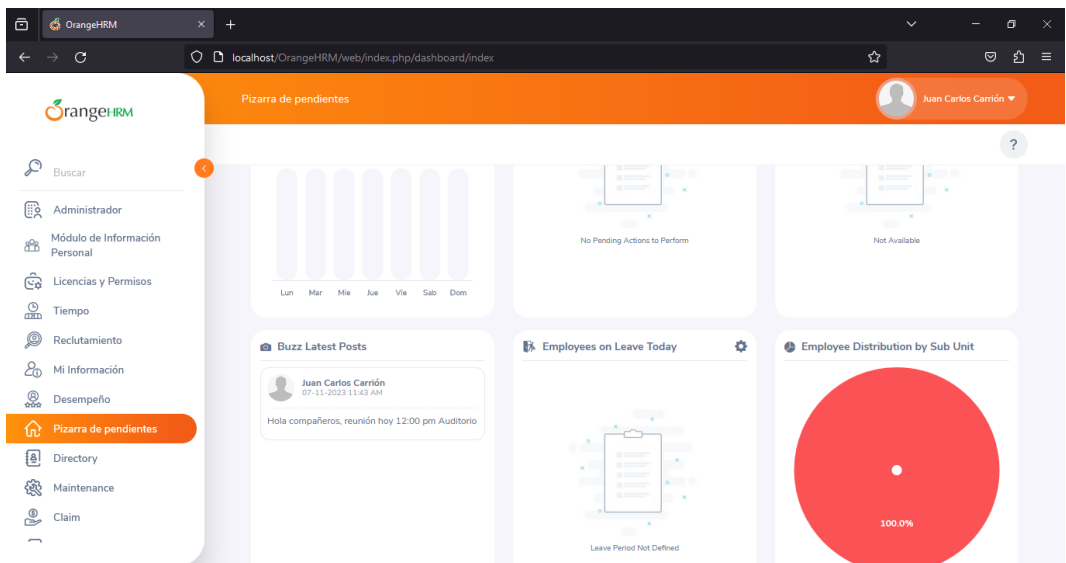 OrangeHRM
localhost/OrangeHRM/web/index.php/dashboard/index
OrangeHRM
Pizarra de pendientes
Juan Carlos Carrión
?
Buscar
Administrador
Módulo de Información
Personal
Licencias y Permisos
Tiempo
Reclutamiento
Mi Información
Desempeño
Pizarra de pendientes
Directory
Maintenance
Claim
Lun Mar Mie Jue Vie Sab Dom
No Pending Actions to Perform
Not Available
Buzz Latest Posts
Juan Carlos Carrión
07-11-2023 11:43 AM
Hola compañeros, reunión hoy 12:00 pm Auditorio
Employees on Leave Today
Leave Period Not Defined
Employee Distribution by Sub Unit
100.0%